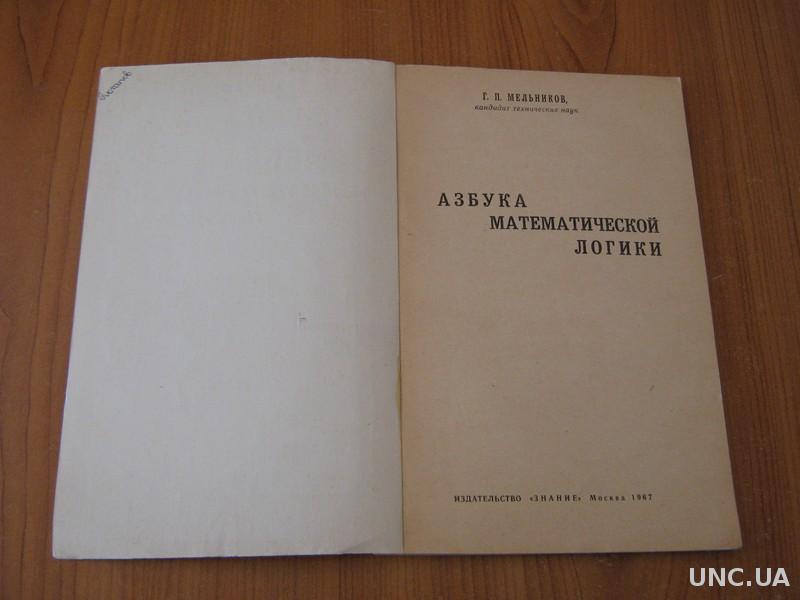 Г. П. МЕЛЬНИКОВ,
кандидат технических наук
АЗБУКА
МАТЕМАТИЧЕСКОЙ
ЛОГИКИ
ИЗДАТЕЛЬСТВО «ЗНАНИЕ» Москва 1967
UNC.UA